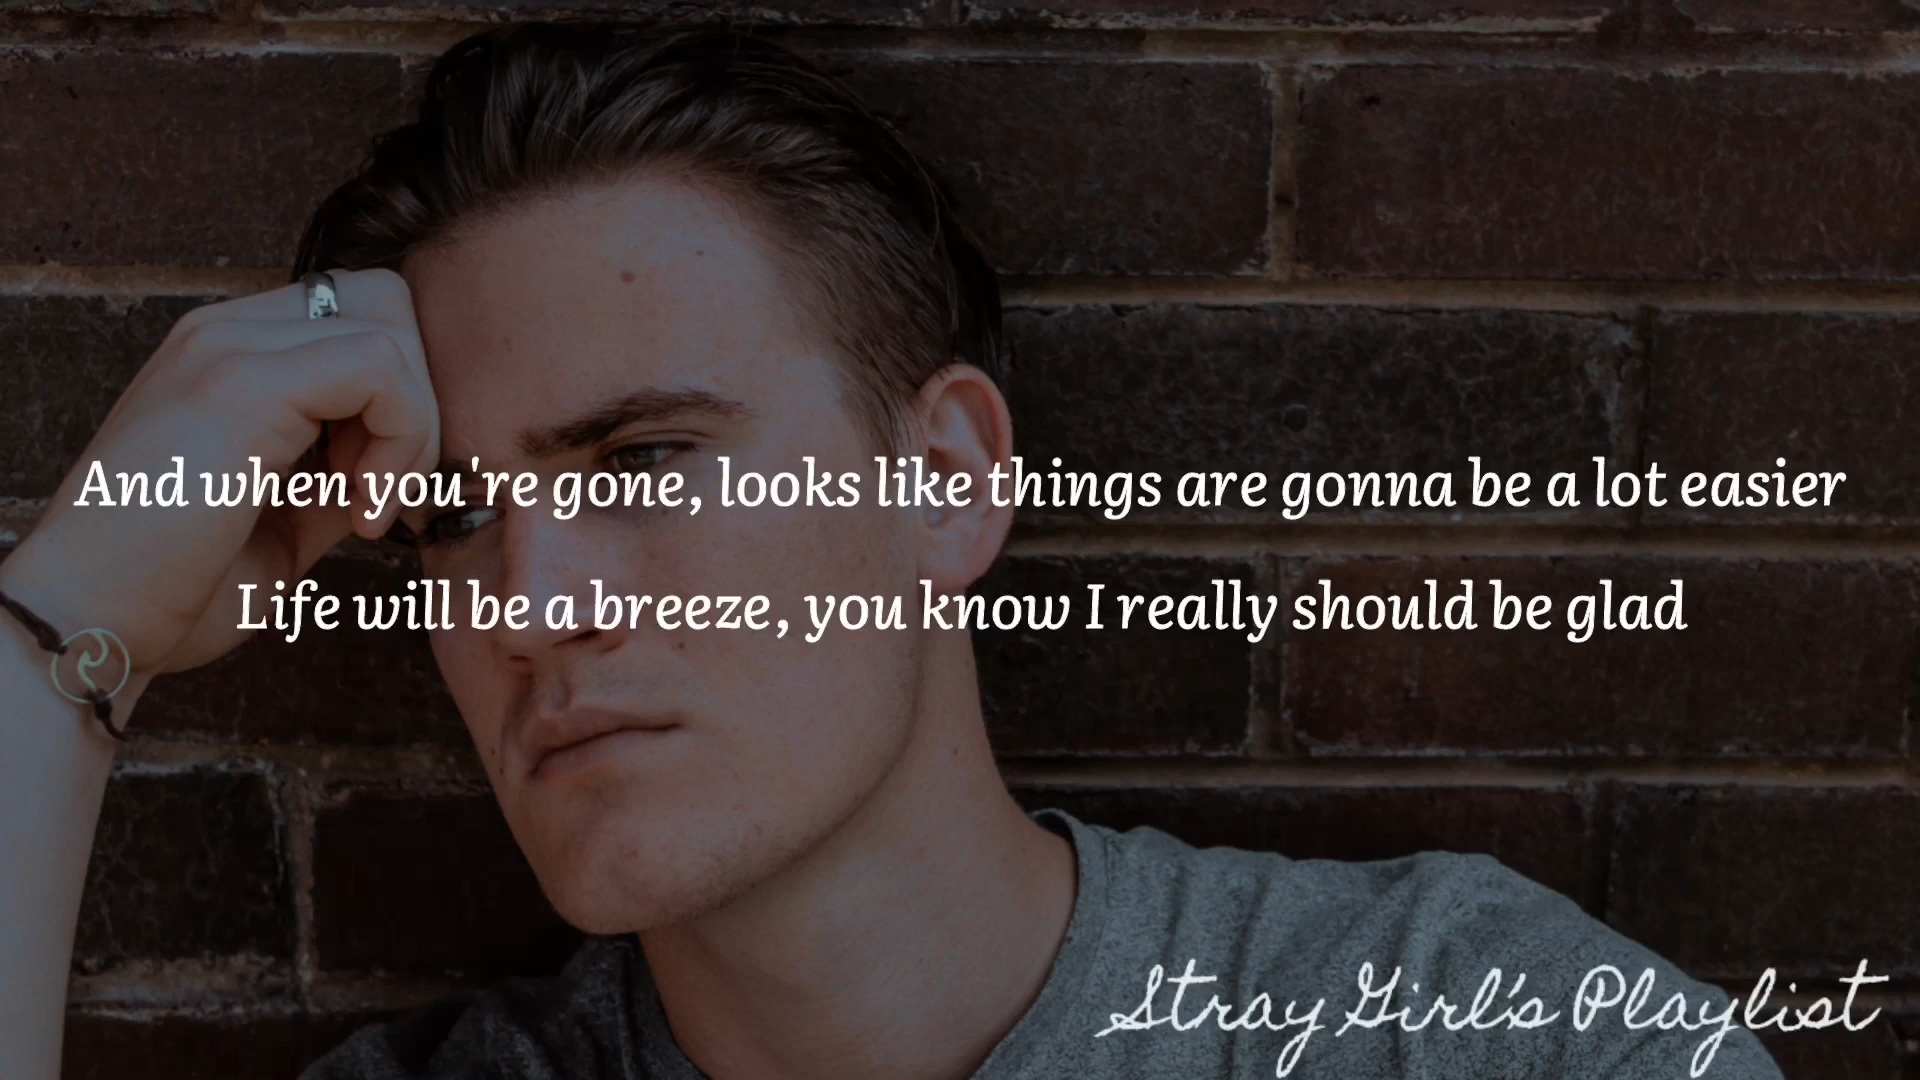 And when you're gone, looks like things are gonna be a lot easier
Life will be a breeze, you know I really should be glad
Stray Girl's Playlist